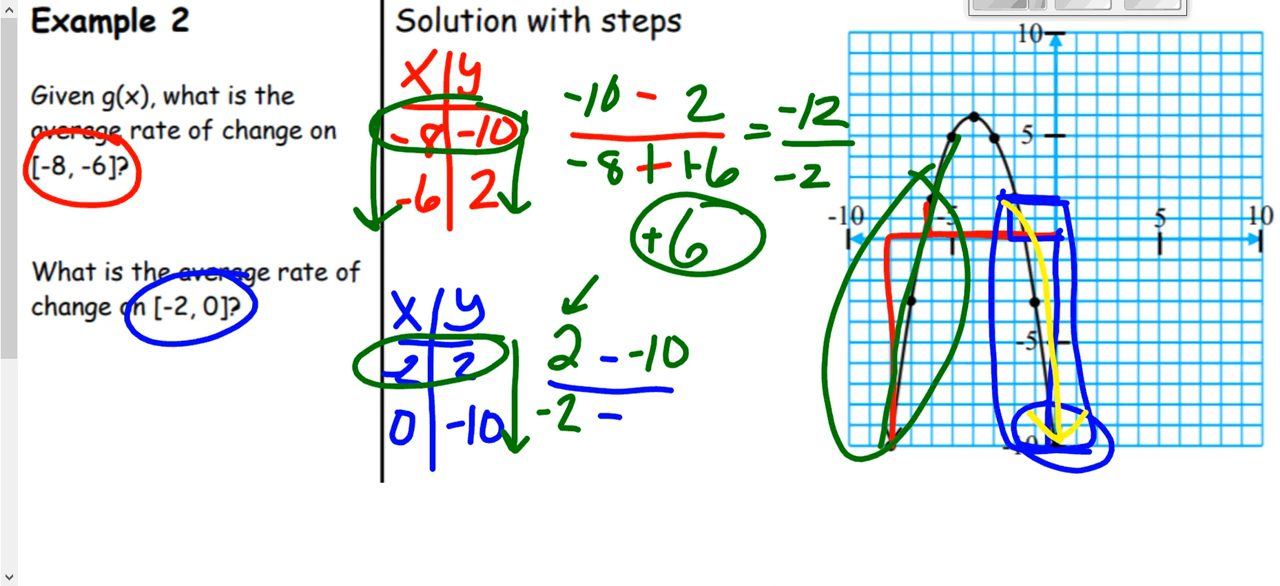 Example 2
Given g(x), what is the
average rate of change on
[-8, -6]?
What is the average rate of
change on [-2, 0]?
Solution with steps
x | y
-8 | -10
-6 | 2
-10 - 2
-8 + +6
= -12
-2
+6
x | y
-2 | 2
0 | -10
2 - -10
-2 -
10
5
-10
-5
5
10
-5
-10